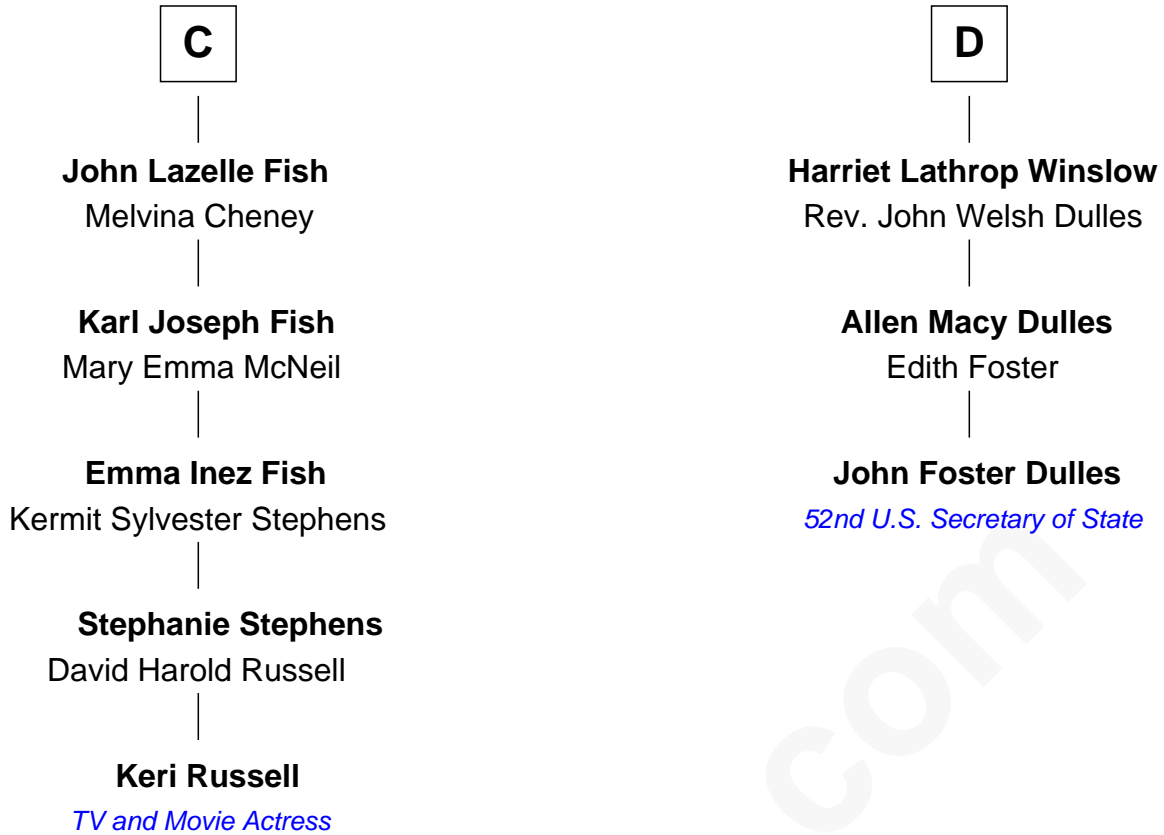 C
John Lazelle Fish
Melvina Cheney
Karl Joseph Fish
Mary Emma McNeil
Emma Inez Fish
Kermit Sylvester Stephens
Stephanie Stephens
David Harold Russell
Keri Russell
TV and Movie Actress
D
Harriet Lathrop Winslow
Rev. John Welsh Dulles
Allen Macy Dulles
Edith Foster
John Foster Dulles
52nd U.S. Secretary of State
com